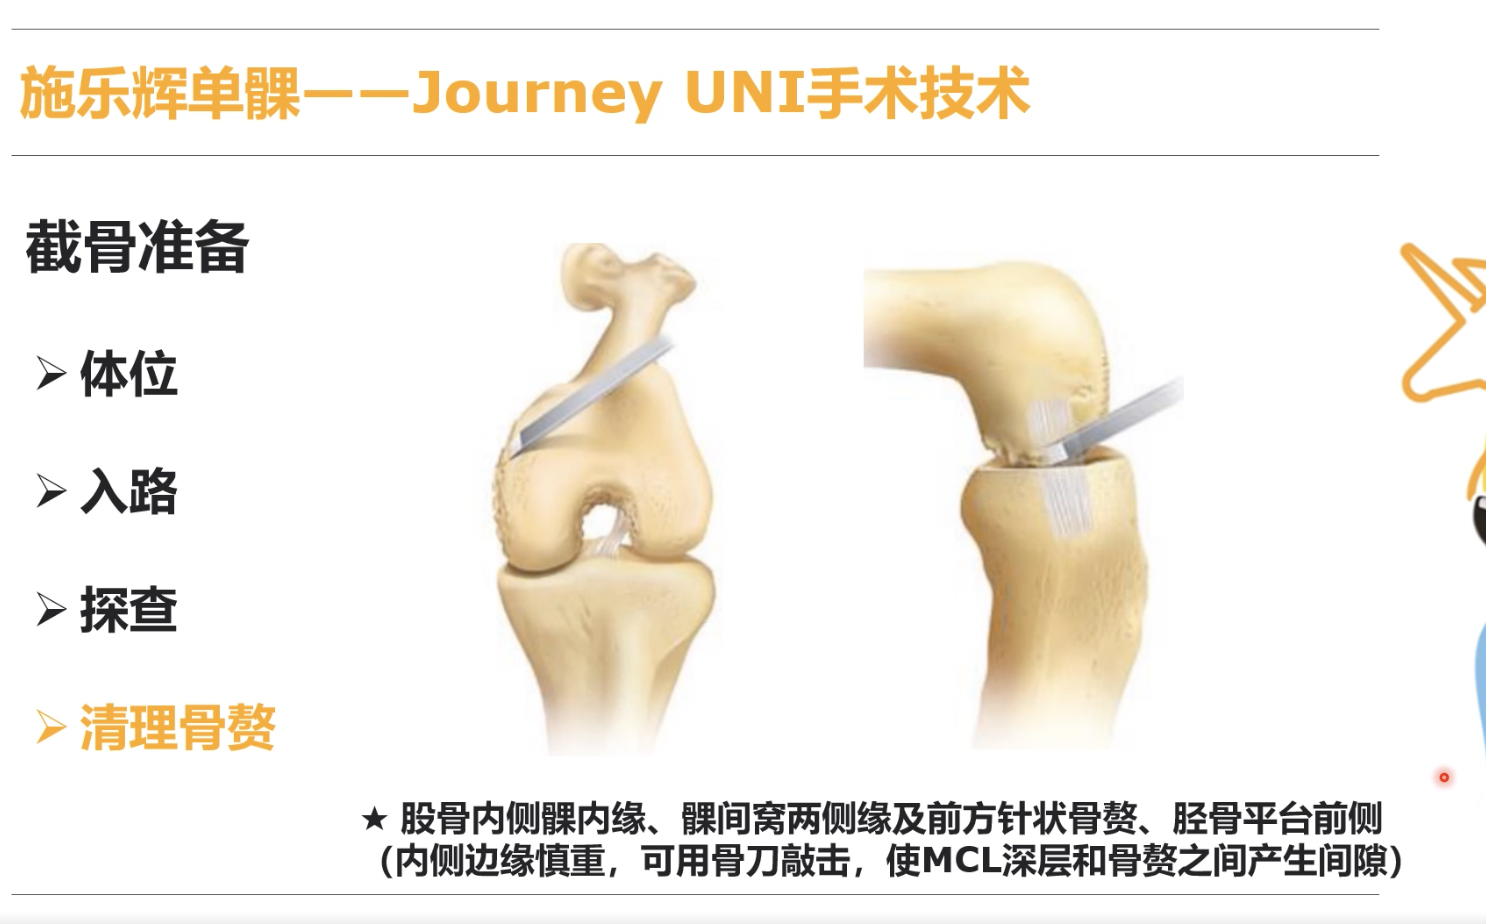 施乐辉单髁——Journey UNI手术技术
截骨准备
➢ 体位
➢ 入路
➢ 探查
➢ 清理骨赘
★ 股骨内侧髁内缘、髁间窝两侧缘及前方针状骨赘、胫骨平台前侧
（内侧边缘慎重，可用骨刀敲击，使MCL深层和骨赘之间产生间隙）